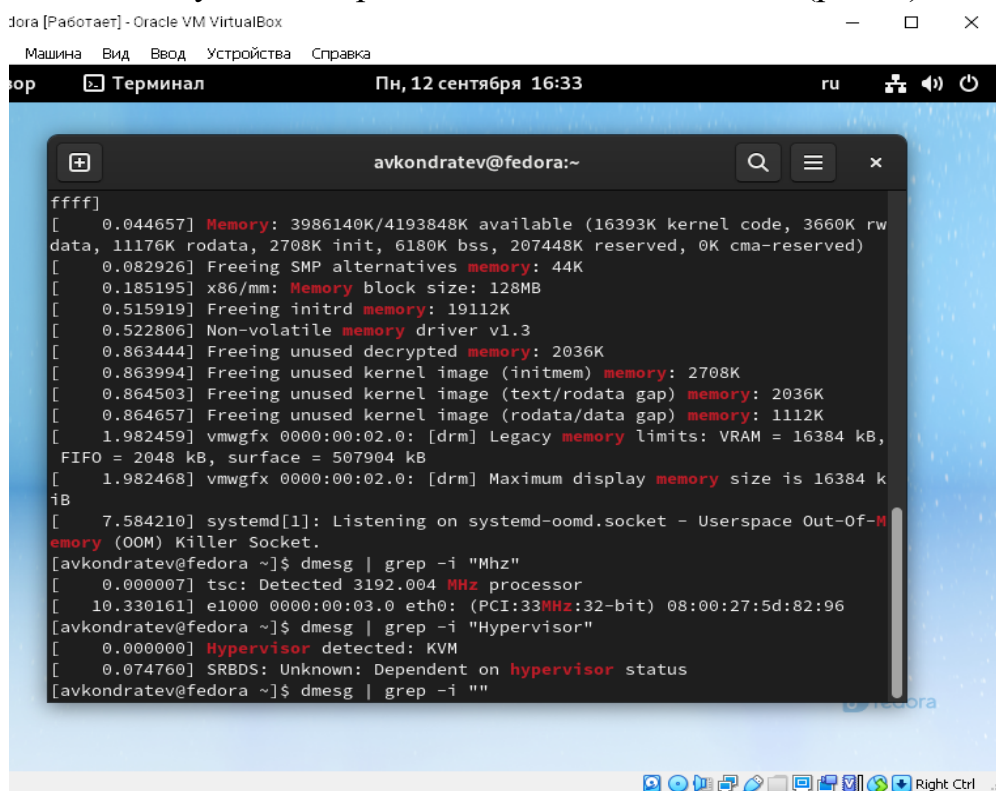 dora [Работает] - Oracle VM VirtualBox
Машина Вид Ввод Устройства Справка
зор Терминал Пн, 12 сентября 16:33 ru
avkondratev@fedora:~
ffff]
[    0.044657] Memory: 3986140K/4193848K available (16393K kernel code, 3660K rw
data, 11176K rodata, 2708K init, 6180K bss, 207448K reserved, 0K cma-reserved)
[    0.082926] Freeing SMP alternatives memory: 44K
[    0.185195] x86/mm: Memory block size: 128MB
[    0.515919] Freeing initrd memory: 19112K
[    0.522806] Non-volatile memory driver v1.3
[    0.863444] Freeing unused decrypted memory: 2036K
[    0.863994] Freeing unused kernel image (initmem) memory: 2708K
[    0.864503] Freeing unused kernel image (text/rodata gap) memory: 2036K
[    0.864657] Freeing unused kernel image (rodata/data gap) memory: 1112K
[    1.982459] vmwgfx 0000:00:02.0: [drm] Legacy memory limits: VRAM = 16384 kB,
 FIFO = 2048 kB, surface = 507904 kB
[    1.982468] vmwgfx 0000:00:02.0: [drm] Maximum display memory size is 16384 k
iB
[    7.584210] systemd[1]: Listening on systemd-oomd.socket - Userspace Out-Of-M
emory (OOM) Killer Socket.
[avkondratev@fedora ~]$ dmesg | grep -i "Mhz"
[    0.000007] tsc: Detected 3192.004 MHz processor
[   10.330161] e1000 0000:00:03.0 eth0: (PCI:33MHz:32-bit) 08:00:27:5d:82:96
[avkondratev@fedora ~]$ dmesg | grep -i "Hypervisor"
[    0.000000] Hypervisor detected: KVM
[    0.074760] SRBDS: Unknown: Dependent on hypervisor status
[avkondratev@fedora ~]$ dmesg | grep -i ""
fedora
Right Ctrl